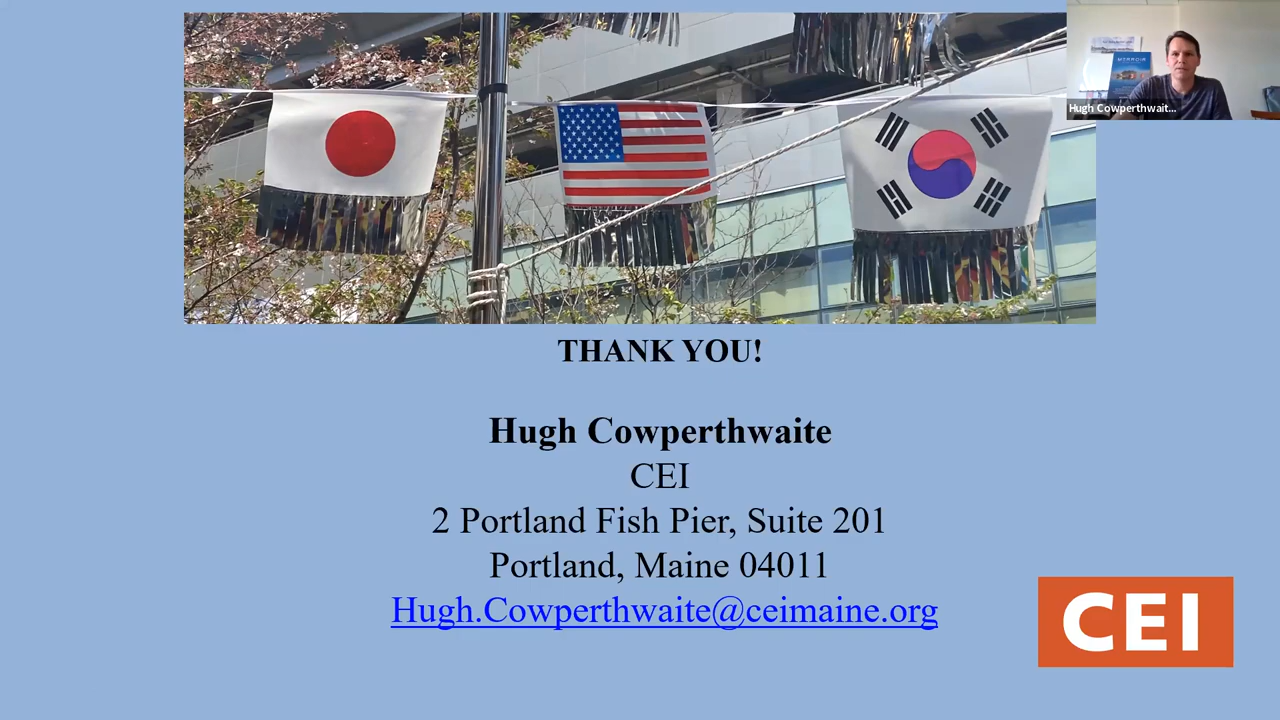 Hugh Cowperthwait...
THANK YOU!
Hugh Cowperthwaite
CEI
2 Portland Fish Pier, Suite 201
Portland, Maine 04011
Hugh.Cowperthwaite@ceimaine.org
CEI